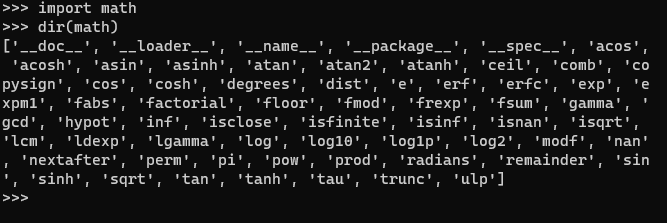 >>> import math
>>> dir(math)
['__doc__', '__loader__', '__name__', '__package__', '__spec__', 'acos',
 'acosh', 'asin', 'asinh', 'atan', 'atan2', 'atanh', 'ceil', 'comb', 'co
pysign', 'cos', 'cosh', 'degrees', 'dist', 'e', 'erf', 'erfc', 'exp', 'e
xpm1', 'fabs', 'factorial', 'floor', 'fmod', 'frexp', 'fsum', 'gamma', '
gcd', 'hypot', 'inf', 'isclose', 'isfinite', 'isinf', 'isnan', 'isqrt',
'lcm', 'ldexp', 'lgamma', 'log', 'log10', 'log1p', 'log2', 'modf', 'nan'
, 'nextafter', 'perm', 'pi', 'pow', 'prod', 'radians', 'remainder', 'sin
', 'sinh', 'sqrt', 'tan', 'tanh', 'tau', 'trunc', 'ulp']
>>>